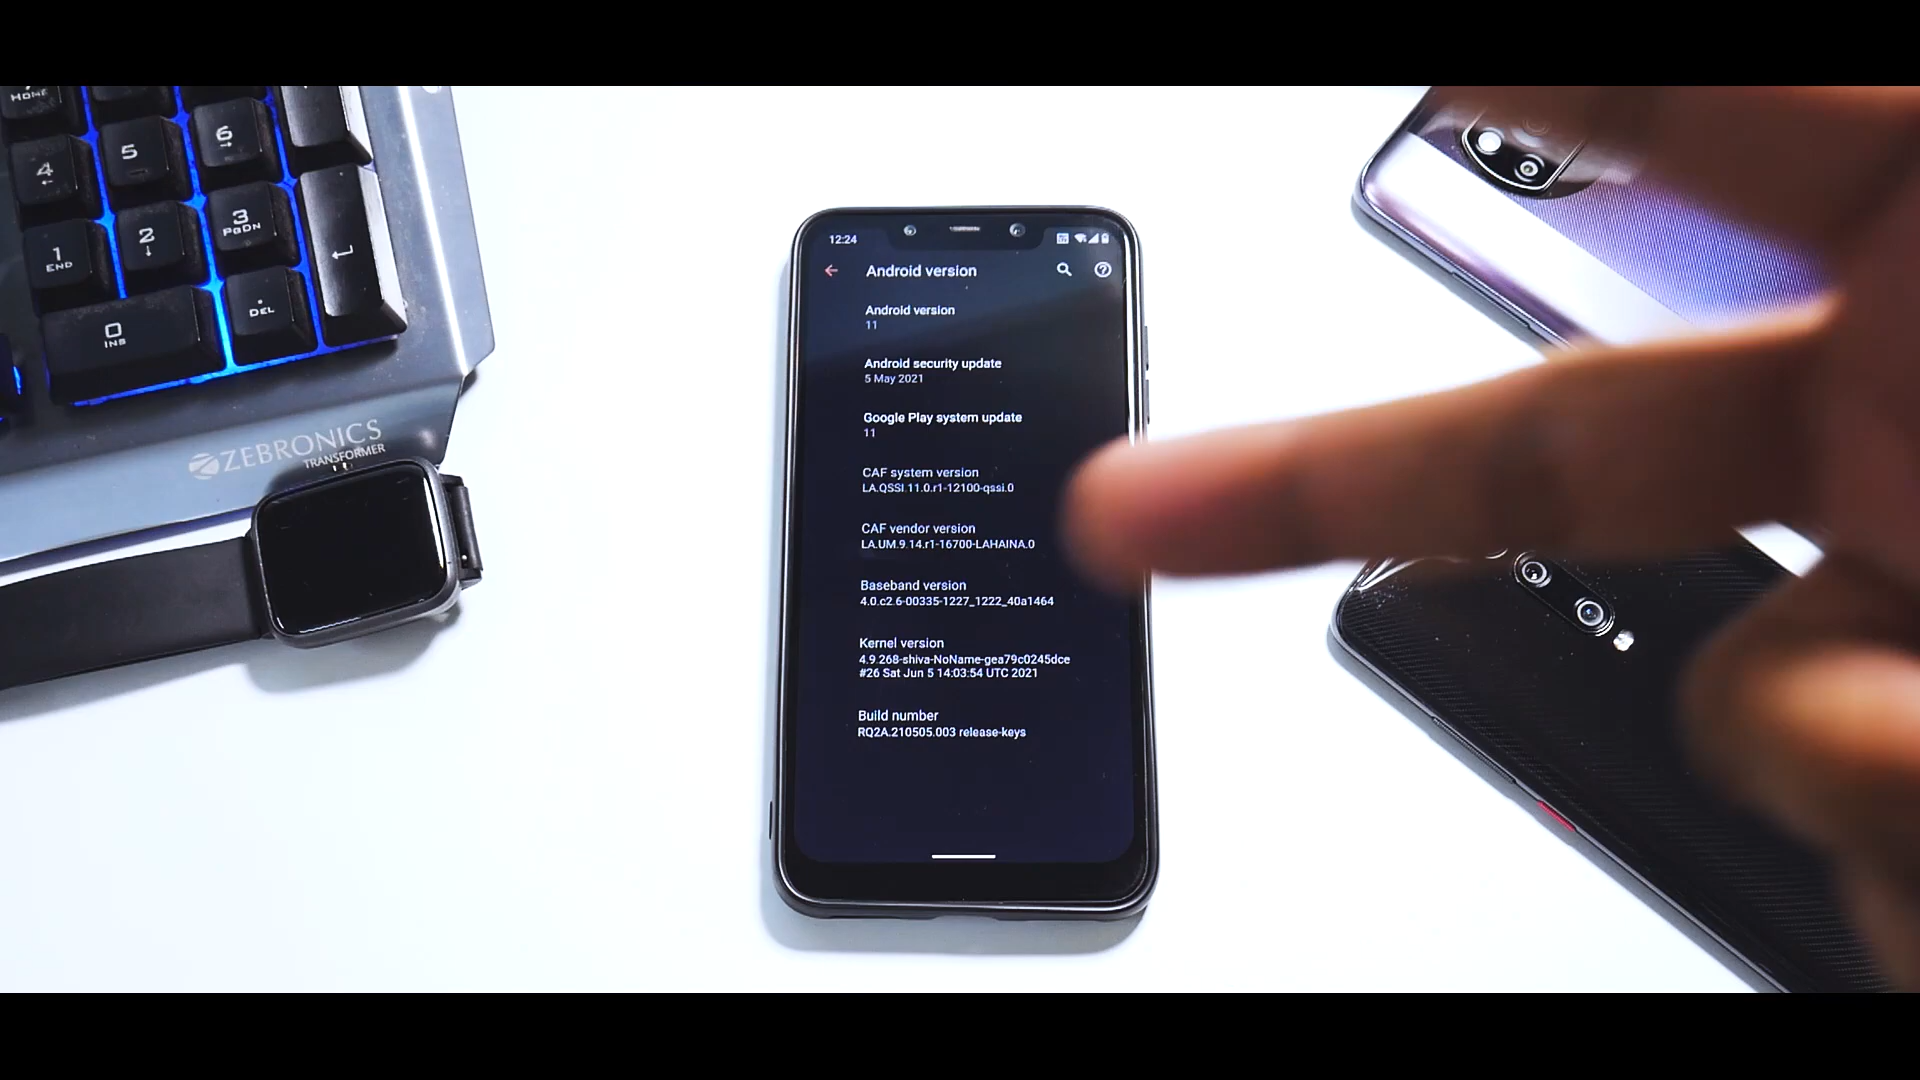 HOME
4
5
6
1
END
2
3
PgDn
0
INS
.
DEL
ZEBRONICS
TRANSFORMER
12:24
Android version
Android version
11
Android security update
5 May 2021
Google Play system update
11
CAF system version
LA.QSSI.11.0.r1-12100-qssi.0
CAF vendor version
LA.UM.9.14.r1-16700-LAHAINA.0
Baseband version
4.0.c2.6-00335-1227_1222_40a1464
Kernel version
4.9.268-shiva-NoName-gea79c0245dce
#26 Sat Jun 5 14:03:54 UTC 2021
Build number
RQ2A.210505.003 release-keys